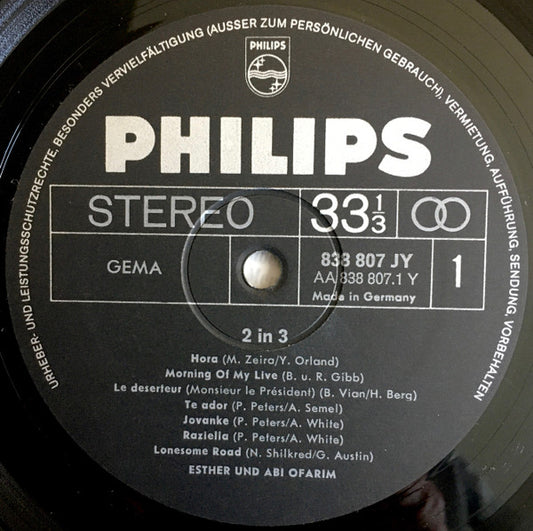 URHEBER- UND LEISTUNGSSCHUTZRECHTE, BESONDERS VERVIELFÄLTIGUNG (AUSSER ZUM PERSÖNLICHEN GEBRAUCH), VERMIETUNG, AUFFÜHRUNG, SENDUNG, VORBEHALTEN
PHILIPS
PHILIPS
STEREO 33 1/3
GEMA 833 807 JY 1
AA 838 807.1 Y
Made in Germany
2 in 3
Hora (M. Zeira/Y. Orland)
Morning Of My Live (B. u. R. Gibb)
Le deserteur (Monsieur le Président) (B. Vian/H. Berg)
Te ador (P. Peters/A. Semel)
Jovanke (P. Peters/A. White)
Raziella (P. Peters/A. White)
Lonesome Road (N. Shilkred/G. Austin)
ESTHER UND ABI OFARIM